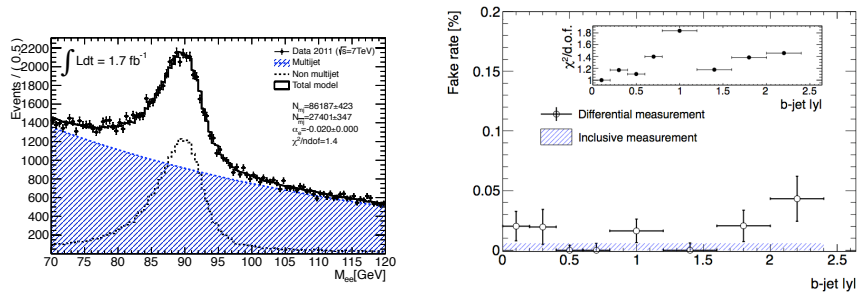 2200
2000
1800
1600
1400
1200
1000
800
600
400
200
Events / ( 0.5 )
∫ Ldt = 1.7 fb⁻¹
Data 2011 (√s=7TeV)
Multijet
Non multijet
Total model
N_mj=86187±423
N_mj=27401±347
α_s=-0.020±0.000
χ²/ndof=1.4
70 75 80 85 90 95 100 105 110 115 120
M_ee[GeV]
Fake rate [%]
0.2
0.15
0.1
0.05
0
χ²/d.o.f.
1.8
1.6
1.4
1.2
1
0 0.5 1 1.5 2 2.5
b-jet |y|
Differential measurement
Inclusive measurement
0 0.5 1 1.5 2 2.5
b-jet |y|